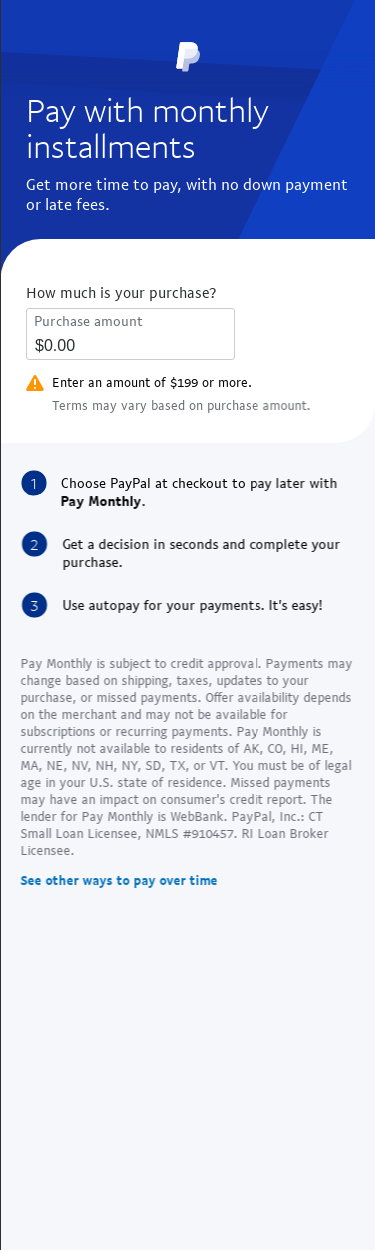 Pay with monthly
installments
Get more time to pay, with no down payment
or late fees.
How much is your purchase?
Purchase amount
$0.00
Enter an amount of $199 or more.
Terms may vary based on purchase amount.
1 Choose PayPal at checkout to pay later with
Pay Monthly.
2 Get a decision in seconds and complete your
purchase.
3 Use autopay for your payments. It's easy!
Pay Monthly is subject to credit approval. Payments may
change based on shipping, taxes, updates to your
purchase, or missed payments. Offer availability depends
on the merchant and may not be available for
subscriptions or recurring payments. Pay Monthly is
currently not available to residents of AK, CO, HI, ME,
MA, NE, NV, NH, NY, SD, TX, or VT. You must be of legal
age in your U.S. state of residence. Missed payments
may have an impact on consumer's credit report. The
lender for Pay Monthly is WebBank. PayPal, Inc.: CT
Small Loan Licensee, NMLS #910457. RI Loan Broker
Licensee.
See other ways to pay over time